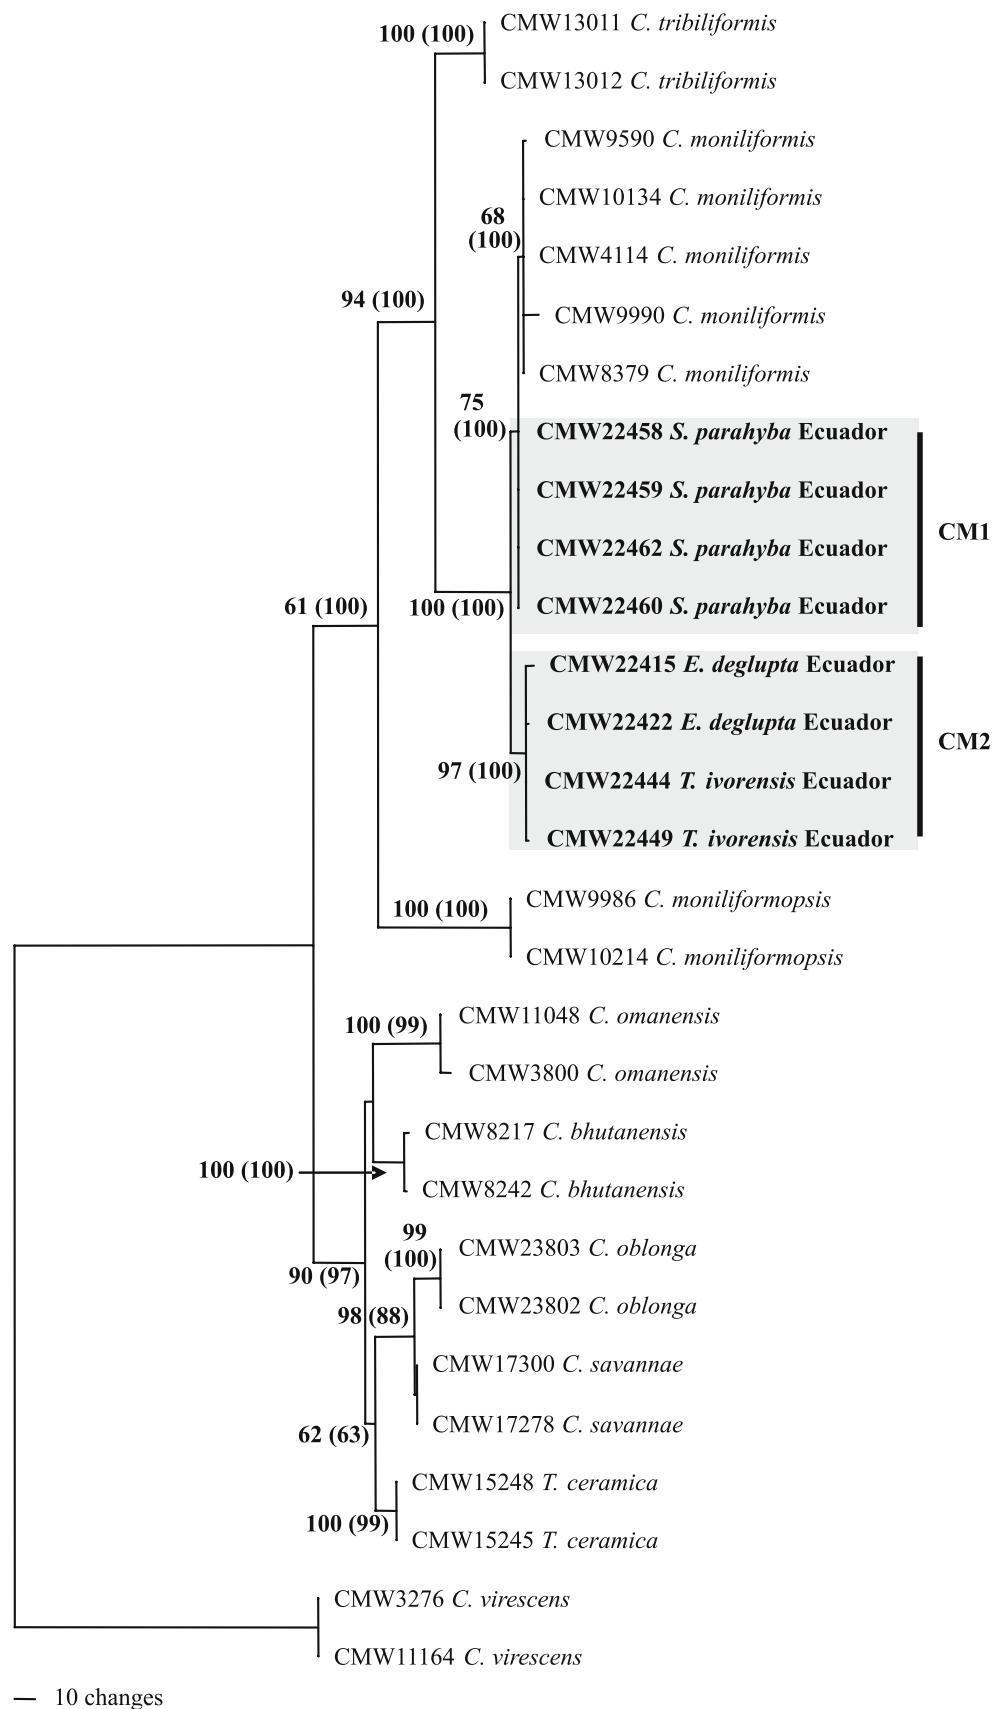 CMW13011 C. tribiliformis
100 (100)
CMW13012 C. tribiliformis
CMW9590 C. moniliformis
CMW10134 C. moniliformis
68
(100)
CMW4114 C. moniliformis
94 (100)
CMW9990 C. moniliformis
CMW8379 C. moniliformis
75
(100)
CMW22458 S. parahyba Ecuador
CMW22459 S. parahyba Ecuador
CM1
CMW22462 S. parahyba Ecuador
CMW22460 S. parahyba Ecuador
61 (100)
100 (100)
CMW22415 E. deglupta Ecuador
CMW22422 E. deglupta Ecuador
CM2
97 (100)
CMW22444 T. ivorensis Ecuador
CMW22449 T. ivorensis Ecuador
CMW9986 C. moniliformopsis
100 (100)
CMW10214 C. moniliformopsis
CMW11048 C. omanensis
100 (99)
CMW3800 C. omanensis
CMW8217 C. bhutanensis
100 (100)
CMW8242 C. bhutanensis
99
(100)
CMW23803 C. oblonga
90 (97)
CMW23802 C. oblonga
98 (88)
CMW17300 C. savannae
CMW17278 C. savannae
62 (63)
CMW15248 T. ceramica
100 (99)
CMW15245 T. ceramica
CMW3276 C. virescens
CMW11164 C. virescens
10 changes